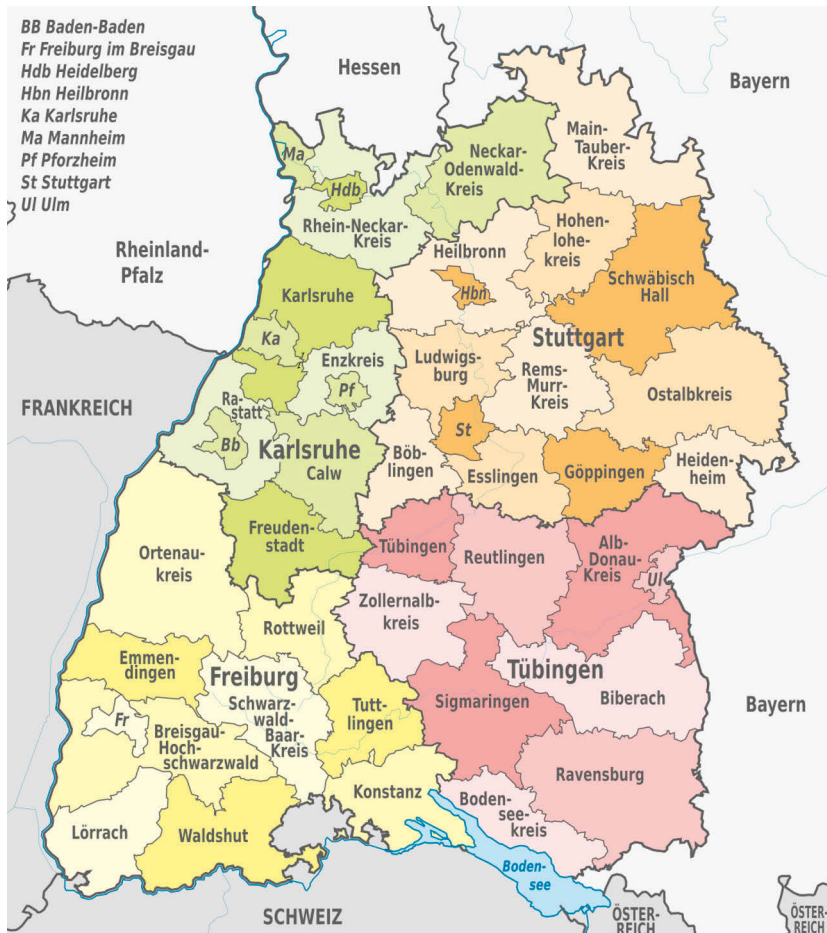 BB Baden-Baden
Fr Freiburg im Breisgau
Hdb Heidelberg
Hbn Heilbronn
Ka Karlsruhe
Ma Mannheim
Pf Pforzheim
St Stuttgart
Ul Ulm
Hessen
Bayern
Main-
Tauber-
Kreis
Neckar-
Odenwald-
Kreis
Ma
Hdb
Rhein-Neckar-
Kreis
Hohen-
lohe-
kreis
Heilbronn
Hbn
Schwäbisch
Hall
Rheinland-
Pfalz
Karlsruhe
Ka
Stuttgart
Enzkreis
Pf
Ludwigs-
burg
Rems-
Murr-
Kreis
Ostalbkreis
FRANKREICH
Ra-
statt
Bb
St
Karlsruhe
Calw
Böb-
lingen
Esslingen
Göppingen
Heiden-
heim
Freuden-
stadt
Ortenau-
kreis
Tübingen
Reutlingen
Alb-
Donau-
Kreis
Ul
Zollernalb-
kreis
Rottweil
Emmen-
dingen
Freiburg
Schwarz-
wald-
Baar-
Kreis
Tübingen
Biberach
Sigmaringen
Tutt-
lingen
Bayern
Fr
Breisgau-
Hoch-
schwarzwald
Ravensburg
Konstanz
Boden-
see-
kreis
Lörrach
Waldshut
Boden-
see
SCHWEIZ
ÖSTER-
REICH
ÖSTER-
REICH